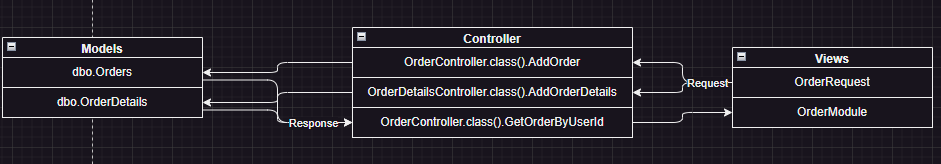 Models
dbo.Orders
dbo.OrderDetails
Response
Controller
OrderController.class().AddOrder
OrderDetailsController.class().AddOrderDetails
OrderController.class().GetOrderByUserId
Request
Views
OrderRequest
OrderModule